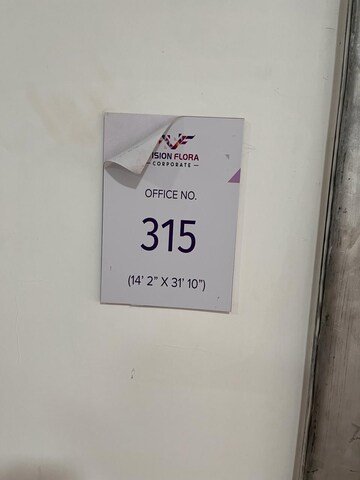 ISION FLORA
— CORPORATE —
OFFICE NO.
315
(14' 2" X 31' 10")